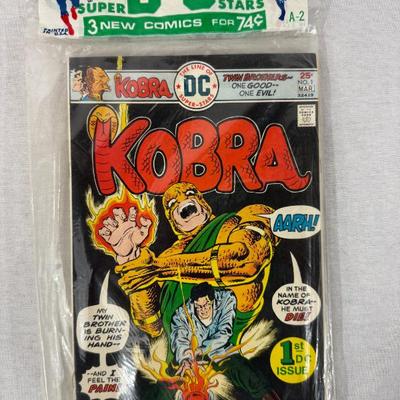 SUPER STARS
3 NEW COMICS FOR 74¢
A-2
PRINTED
U.S.A.
KOBRA
THE LINE OF
DC
SUPER-STARS
TWIN BROTHERS--
ONE GOOD--
ONE EVIL!
25¢
NO. 1
MAR
32419
KOBRA
AARH!
MY
TWIN
BROTHER
IS BURN-
ING HIS
HAND--
--AND I
FEEL THE
PAIN!
IN THE
NAME OF
KOBRA--
HE MUST
DIE!
1st
DC
ISSUE